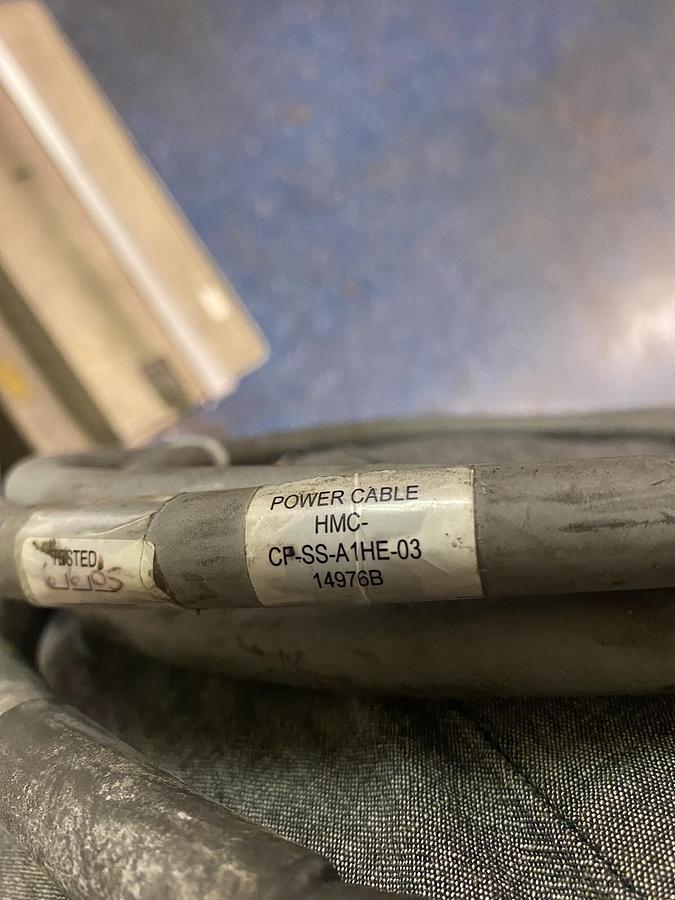 POWER CABLE
HMC-
CP-SS-A1HE-03
14976B
TESTED